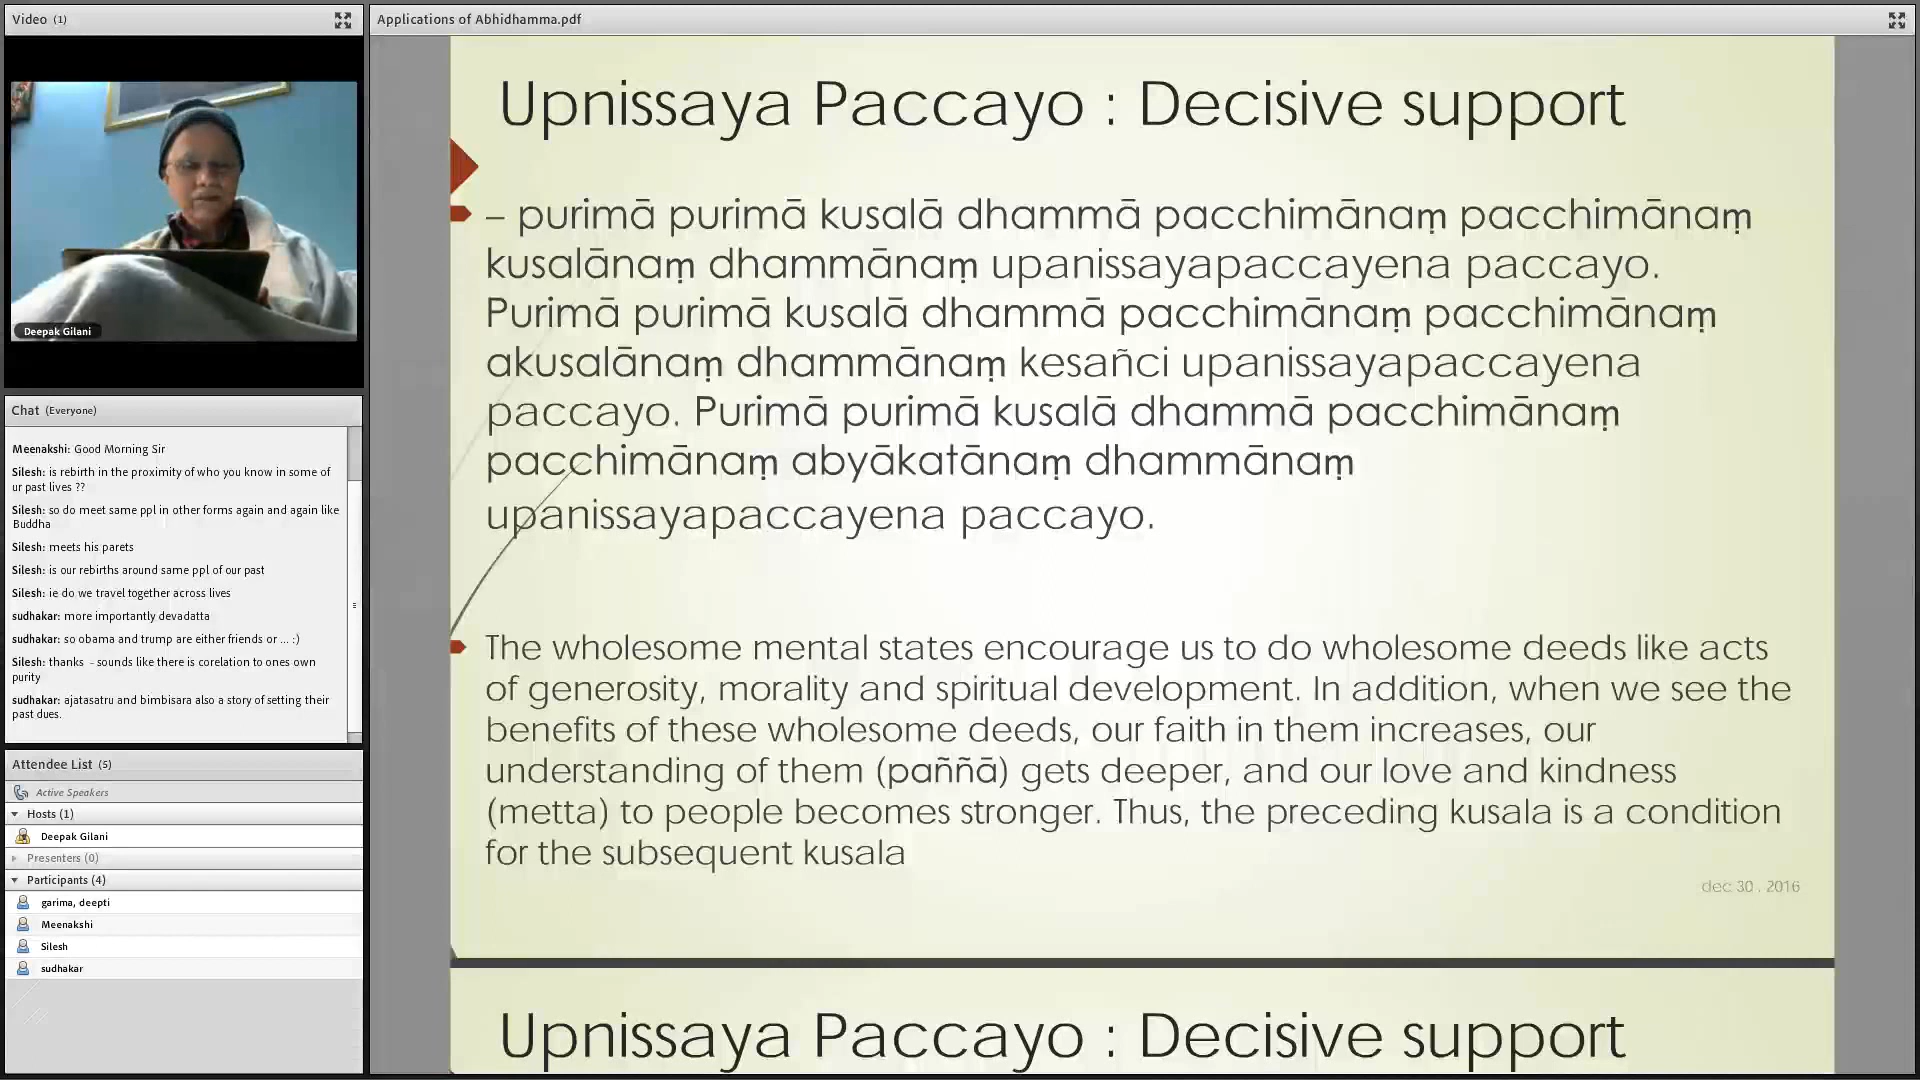 Video (1)
Deepak Gilani
Chat (Everyone)
Meenakshi: Good Morning Sir
Silesh: is rebirth in the proximity of who you know in some of
ur past lives ??
Silesh: so do meet same ppl in other forms again and again like
Buddha
Silesh: meets his parets
Silesh: is our rebirths around same ppl of our past
Silesh: ie do we travel together across lives
sudhakar: more importantly devadatta
sudhakar: so obama and trump are either friends or ... :)
Silesh: thanks - sounds like there is corelation to ones own
purity
sudhakar: ajatasatru and bimbisara also a story of setting their
past dues.
Attendee List (5)
Active Speakers
Hosts (1)
Deepak Gilani
Presenters (0)
Participants (4)
garima, deepti
Meenakshi
Silesh
sudhakar
Applications of Abhidhamma.pdf
Upnissaya Paccayo : Decisive support
– purimā purimā kusalā dhammā pacchimānaṃ pacchimānaṃ
kusalānaṃ dhammānaṃ upanissayapaccayena paccayo.
Purimā purimā kusalā dhammā pacchimānaṃ pacchimānaṃ
akusalānaṃ dhammānaṃ kesañci upanissayapaccayena
paccayo. Purimā purimā kusalā dhammā pacchimānaṃ
pacchimānaṃ abyākatānaṃ dhammānaṃ
upanissayapaccayena paccayo.
The wholesome mental states encourage us to do wholesome deeds like acts
of generosity, morality and spiritual development. In addition, when we see the
benefits of these wholesome deeds, our faith in them increases, our
understanding of them (paññā) gets deeper, and our love and kindness
(metta) to people becomes stronger. Thus, the preceding kusala is a condition
for the subsequent kusala
dec 30 . 2016
Upnissaya Paccayo : Decisive support